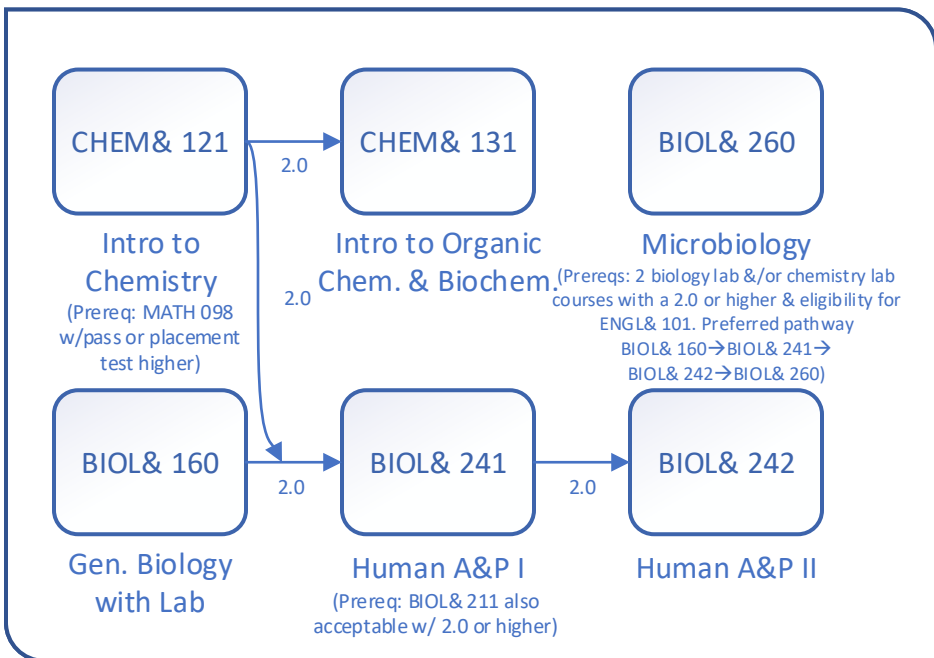 CHEM& 121
2.0
CHEM& 131
BIOL& 260
Intro to
Chemistry
(Prereq: MATH 098
w/pass or placement
test higher)
2.0
Intro to Organic
Chem. & Biochem.
Microbiology
(Prereqs: 2 biology lab &/or chemistry lab
courses with a 2.0 or higher & eligibility for
ENGL& 101. Preferred pathway
BIOL& 160→BIOL& 241→
BIOL& 242→BIOL& 260)
BIOL& 160
2.0
BIOL& 241
2.0
BIOL& 242
Gen. Biology
with Lab
Human A&P I
(Prereq: BIOL& 211 also
acceptable w/ 2.0 or higher)
Human A&P II